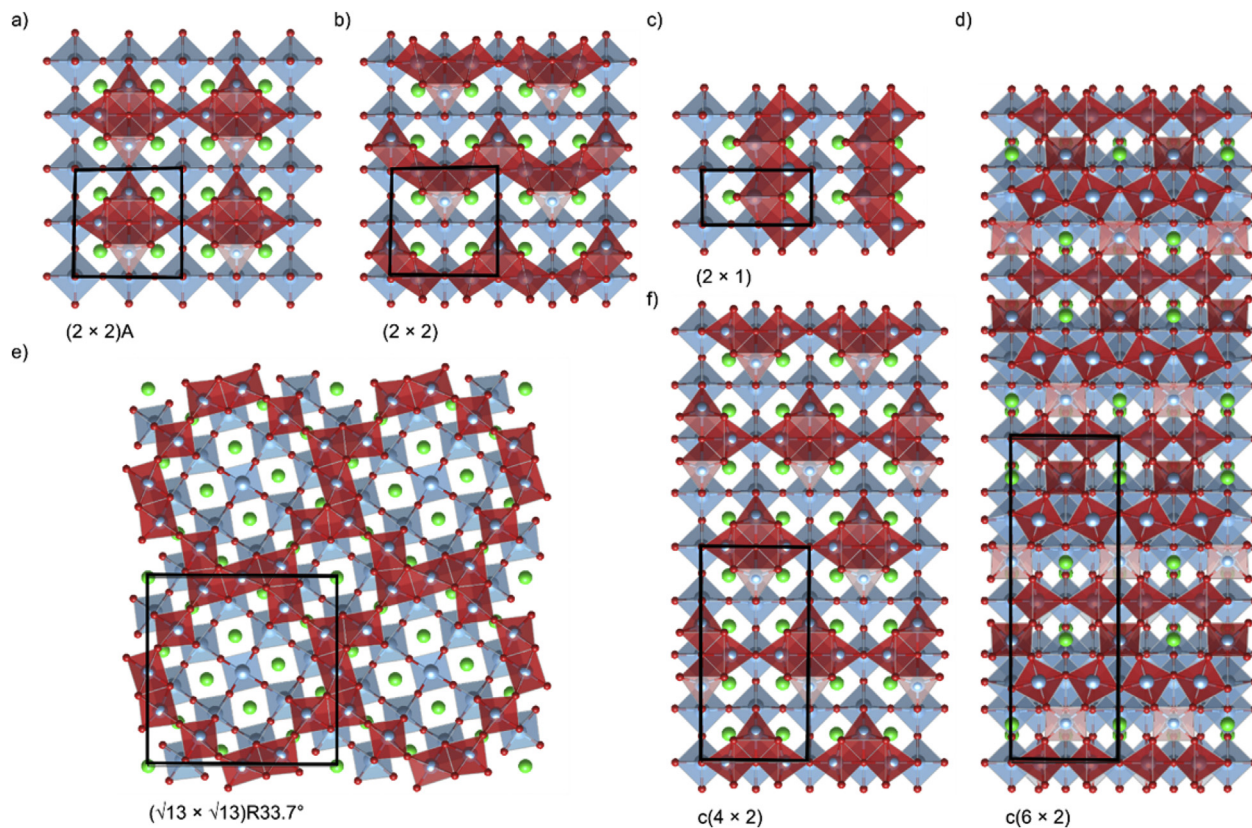 a)
b)
c)
d)
(2 × 2)A
(2 × 2)
(2 × 1)
e)
f)
(√13 × √13)R33.7°
c(4 × 2)
c(6 × 2)